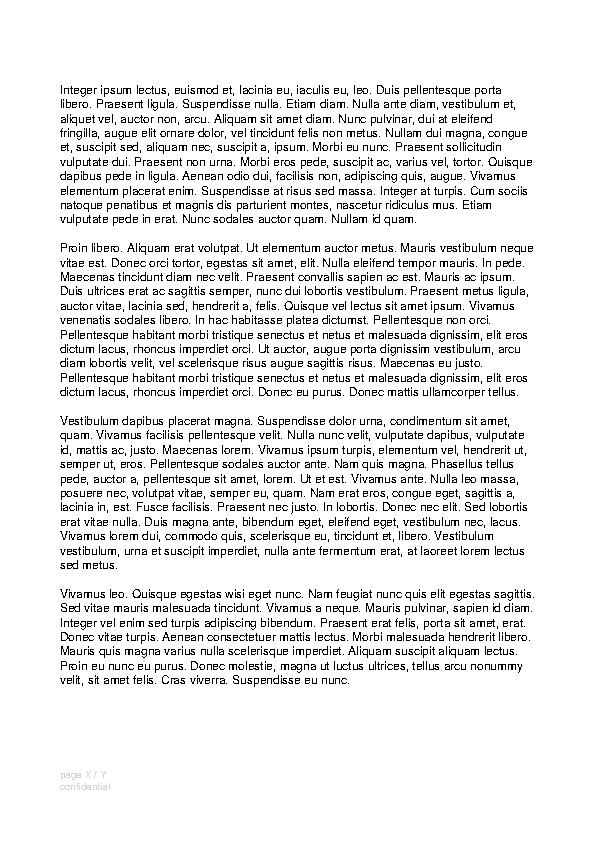 Integer ipsum lectus, euismod et, lacinia eu, iaculis eu, leo. Duis pellentesque porta
libero. Praesent ligula. Suspendisse nulla. Etiam diam. Nulla ante diam, vestibulum et,
aliquet vel, auctor non, arcu. Aliquam sit amet diam. Nunc pulvinar, dui at eleifend
fringilla, augue elit ornare dolor, vel tincidunt felis non metus. Nullam dui magna, congue
et, suscipit sed, aliquam nec, suscipit a, ipsum. Morbi eu nunc. Praesent sollicitudin
vulputate dui. Praesent non urna. Morbi eros pede, suscipit ac, varius vel, tortor. Quisque
dapibus pede in ligula. Aenean odio dui, facilisis non, adipiscing quis, augue. Vivamus
elementum placerat enim. Suspendisse at risus sed massa. Integer at turpis. Cum sociis
natoque penatibus et magnis dis parturient montes, nascetur ridiculus mus. Etiam
vulputate pede in erat. Nunc sodales auctor quam. Nullam id quam.
Proin libero. Aliquam erat volutpat. Ut elementum auctor metus. Mauris vestibulum neque
vitae est. Donec orci tortor, egestas sit amet, elit. Nulla eleifend tempor mauris. In pede.
Maecenas tincidunt diam nec velit. Praesent convallis sapien ac est. Mauris ac ipsum.
Duis ultrices erat ac sagittis semper, nunc dui lobortis vestibulum. Praesent metus ligula,
auctor vitae, lacinia sed, hendrerit a, felis. Quisque vel lectus sit amet ipsum. Vivamus
venenatis sodales libero. In hac habitasse platea dictumst. Pellentesque non orci.
Pellentesque habitant morbi tristique senectus et netus et malesuada dignissim, elit eros
dictum lacus, rhoncus imperdiet orci. Ut auctor, augue porta dignissim vestibulum, arcu
diam lobortis velit, vel scelerisque risus augue sagittis risus. Maecenas eu justo.
Pellentesque habitant morbi tristique senectus et netus et malesuada dignissim, elit eros
dictum lacus, rhoncus imperdiet orci. Donec eu purus. Donec mattis ullamcorper tellus.
Vestibulum dapibus placerat magna. Suspendisse dolor urna, condimentum sit amet,
quam. Vivamus facilisis pellentesque velit. Nulla nunc velit, vulputate dapibus, vulputate
id, mattis ac, justo. Maecenas lorem. Vivamus ipsum turpis, elementum vel, hendrerit ut,
semper ut, eros. Pellentesque sodales auctor ante. Nam quis magna. Phasellus tellus
pede, auctor a, pellentesque sit amet, lorem. Ut et est. Vivamus ante. Nulla leo massa,
posuere nec, volutpat vitae, semper eu, quam. Nam erat eros, congue eget, sagittis a,
lacinia in, est. Fusce facilisis. Praesent nec justo. In lobortis. Donec nec elit. Sed lobortis
erat vitae nulla. Duis magna ante, bibendum eget, eleifend eget, vestibulum nec, lacus.
Vivamus lorem dui, commodo quis, scelerisque eu, tincidunt et, libero. Vestibulum
vestibulum, urna et suscipit imperdiet, nulla ante fermentum erat, at laoreet lorem lectus
sed metus.
Vivamus leo. Quisque egestas wisi eget nunc. Nam feugiat nunc quis elit egestas sagittis.
Sed vitae mauris malesuada tincidunt. Vivamus a neque. Mauris pulvinar, sapien id diam.
Integer vel enim sed turpis adipiscing bibendum. Praesent erat felis, porta sit amet, erat.
Donec vitae turpis. Aenean consectetuer mattis lectus. Morbi malesuada hendrerit libero.
Mauris quis magna varius nulla scelerisque imperdiet. Aliquam suscipit aliquam lectus.
Proin eu nunc eu purus. Donec molestie, magna ut luctus ultrices, tellus arcu nonummy
velit, sit amet felis. Cras viverra. Suspendisse eu nunc.
page X / Y
confidential